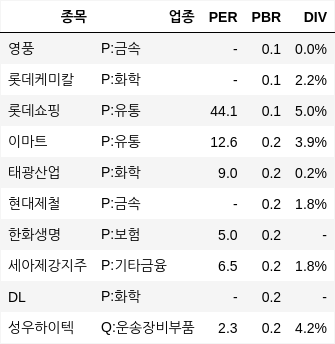 종목 업종 PER PBR DIV
영풍 P:금속 - 0.1 0.0%
롯데케미칼 P:화학 - 0.1 2.2%
롯데쇼핑 P:유통 44.1 0.1 5.0%
이마트 P:유통 12.6 0.2 3.9%
태광산업 P:화학 9.0 0.2 0.2%
현대제철 P:금속 - 0.2 1.8%
한화생명 P:보험 5.0 0.2 -
세아제강지주 P:기타금융 6.5 0.2 1.8%
DL P:화학 - 0.2 -
성우하이텍 Q:운송장비부품 2.3 0.2 4.2%